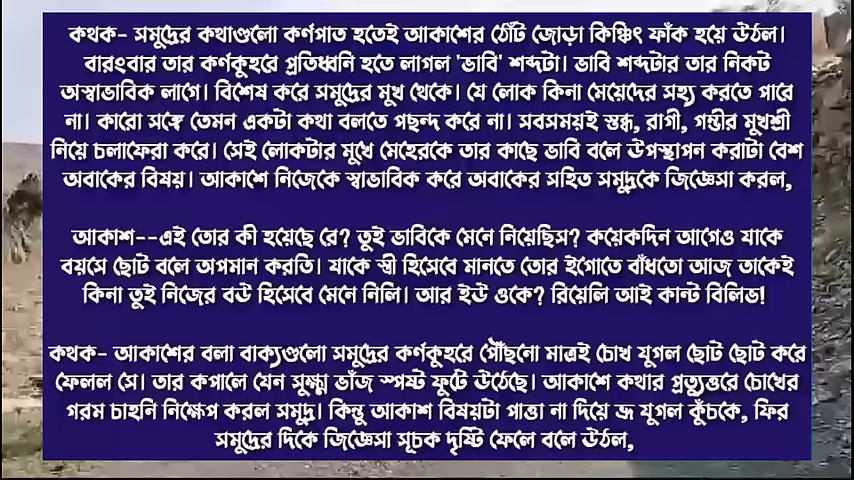 কথক- সমুদ্রের কথাগুলো কর্ণপাত হতেই আকাশের ঠোঁট জোড়া কিঞ্চিৎ ফাঁক হয়ে উঠল।
বারংবার তার কর্ণকুহরে প্রতিধ্বনি হতে লাগল 'ভাবি' শব্দটা। ভাবি শব্দটার তার নিকট
অস্বাভাবিক লাগে। বিশেষ করে সমুদ্রের মুখ থেকে। যে লোক কিনা মেয়েদের সহ্য করতে পারে
না। কারো সঙ্গে তেমন একটা কথা বলতে পছন্দ করে না। সবসময়ই স্তব্ধ, রাগী, গম্ভীর মুখশ্রী
নিয়ে চলাফেরা করে। সেই লোকটার মুখে মেহেরকে তার কাছে ভাবি বলে উপস্থাপন করাটা বেশ
অবাকের বিষয়। আকাশে নিজেকে স্বাভাবিক করে অবাকের সহিত সমুদ্রকে জিজ্ঞেসা করল,
আকাশ--এই তোর কী হয়েছে রে? তুই ভাবিকে মেনে নিয়েছিস? কয়েকদিন আগেও যাকে
বয়সে ছোট বলে অপমান করতি। যাকে স্ত্রী হিসেবে মানতে তোর ইগোতে বাঁধতো আজ তাকেই
কিনা তুই নিজের বউ হিসেবে মেনে নিলি। আর ইউ ওকে? রিয়েলি আই কান্ট বিলিভ!
কথক- আকাশের বলা বাক্যগুলো সমুদ্রের কর্ণকুহরে পৌঁছনো মাত্রই চোখ যুগল ছোট ছোট করে
ফেলল সে। তার কপালে যেন সুক্ষ্ম ভাঁজ স্পষ্ট ফুটে উঠেছে। আকাশে কথার প্রত্যুত্তরে চোখের
গরম চাহনি নিক্ষেপ করল সমুদ্র। কিন্তু আকাশ বিষয়টা পাত্তা না দিয়ে ভ্রু যুগল কুঁচকে, ফির
সমুদ্রের দিকে জিজ্ঞেসা সূচক দৃষ্টি ফেলে বলে উঠল,